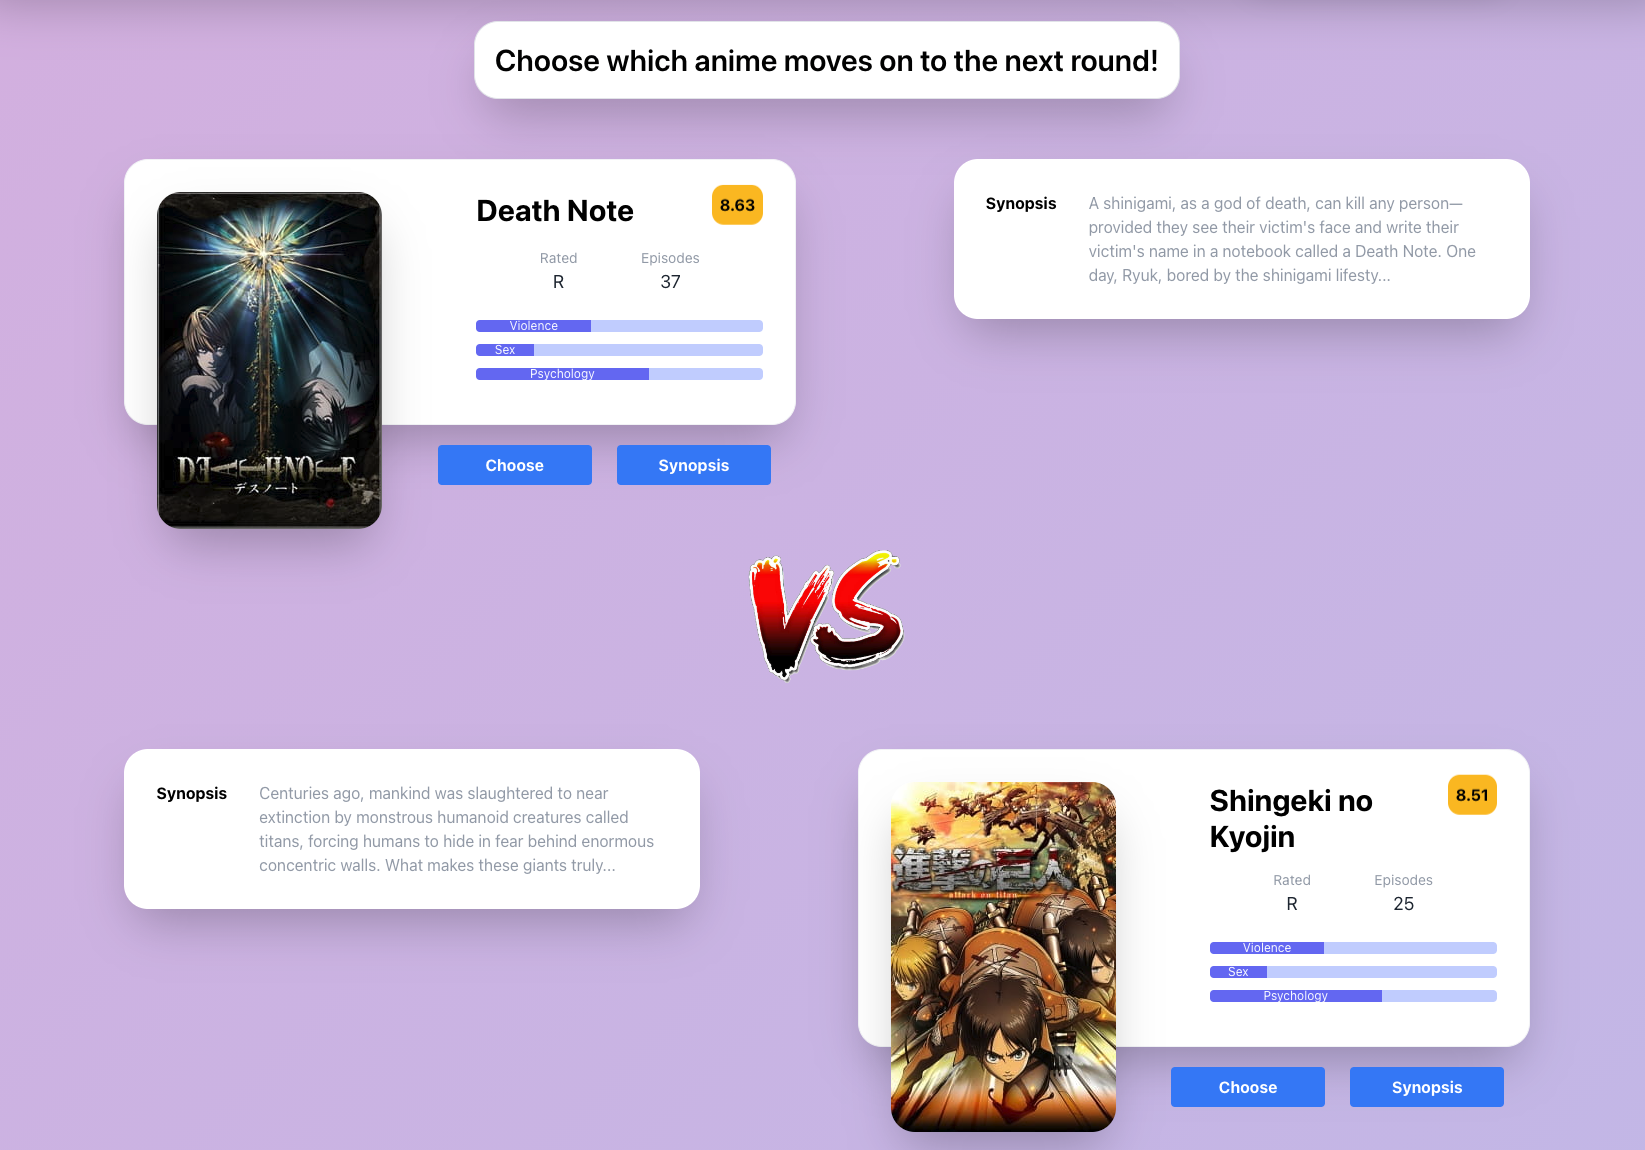 Choose which anime moves on to the next round!
Death Note
8.63
Rated
Episodes
R
37
Violence
Sex
Psychology
DEATH NOTE
デスノート
Choose
Synopsis
Synopsis
A shinigami, as a god of death, can kill any person—
provided they see their victim's face and write their
victim's name in a notebook called a Death Note. One
day, Ryuk, bored by the shinigami lifesty...
VS
Synopsis
Centuries ago, mankind was slaughtered to near
extinction by monstrous humanoid creatures called
titans, forcing humans to hide in fear behind enormous
concentric walls. What makes these giants truly...
進撃の巨人
attack on titan
Shingeki no
Kyojin
8.51
Rated
Episodes
R
25
Violence
Sex
Psychology
Choose
Synopsis